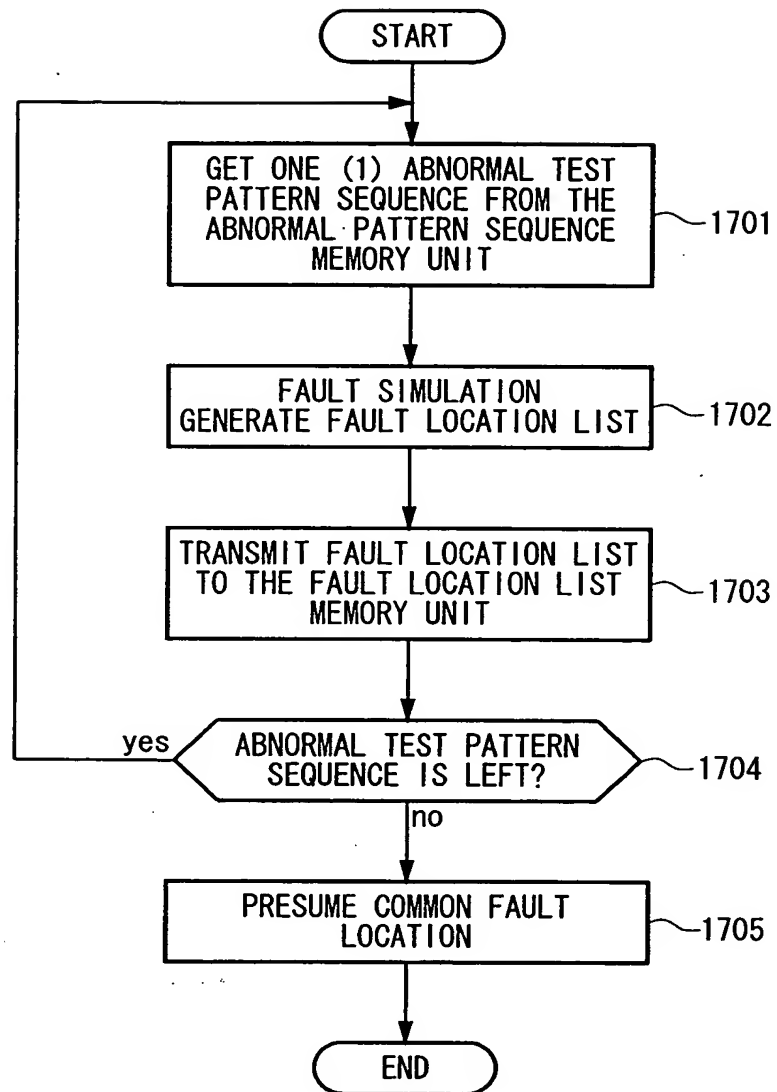 START
GET ONE (1) ABNORMAL TEST
PATTERN SEQUENCE FROM THE
ABNORMAL PATTERN SEQUENCE
MEMORY UNIT
1701
FAULT SIMULATION
GENERATE FAULT LOCATION LIST
1702
TRANSMIT FAULT LOCATION LIST
TO THE FAULT LOCATION LIST
MEMORY UNIT
1703
yes
ABNORMAL TEST PATTERN
SEQUENCE IS LEFT?
1704
no
PRESUME COMMON FAULT
LOCATION
1705
END